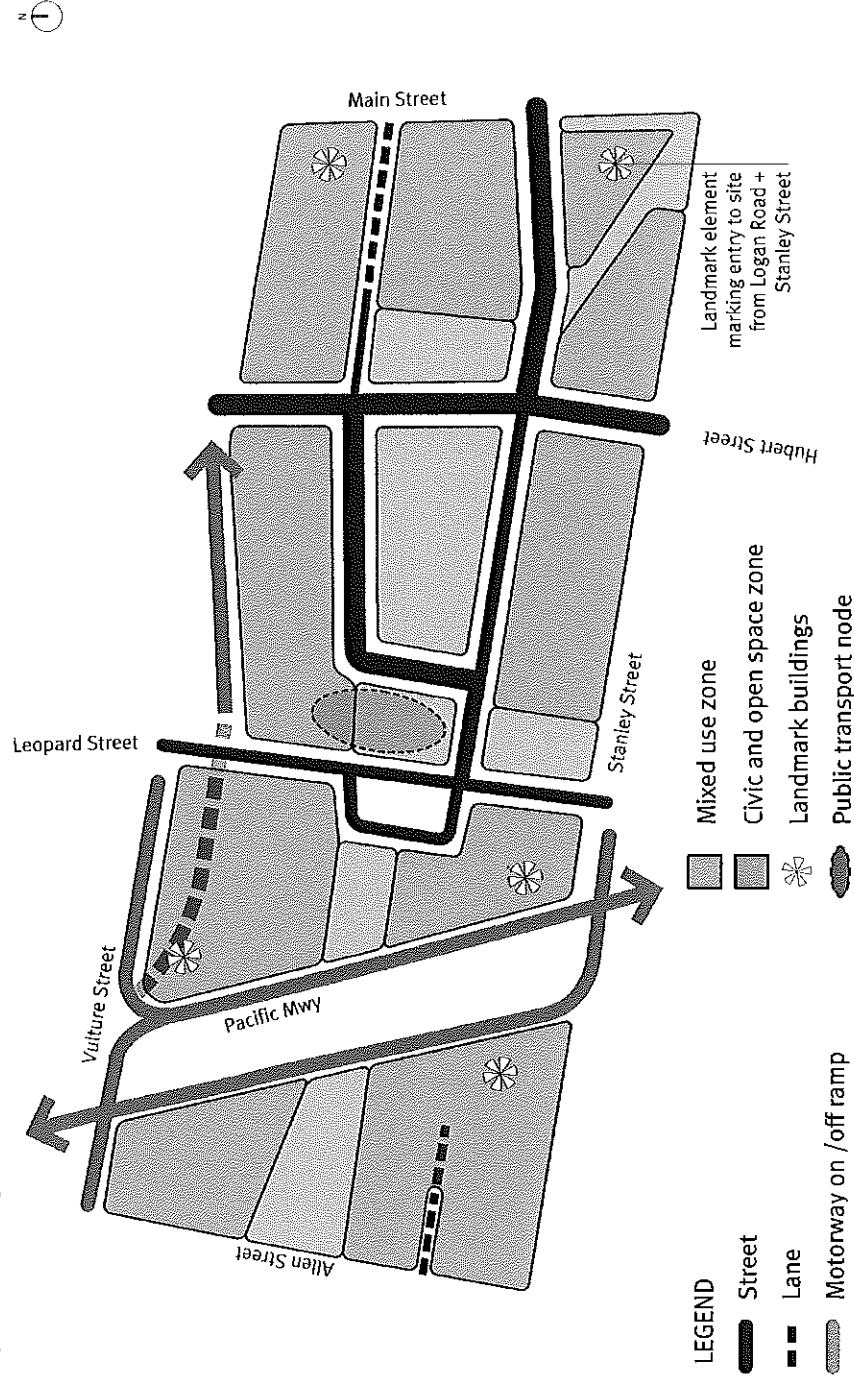 N
Main Street
Leopard Street
Vulture Street
Pacific Mwy
Allen Street
Stanley Street
Hubert Street
Landmark element
marking entry to site
from Logan Road +
Stanley Street
LEGEND
Street
Lane
Motorway on / off ramp
Mixed use zone
Civic and open space zone
Landmark buildings
Public transport node